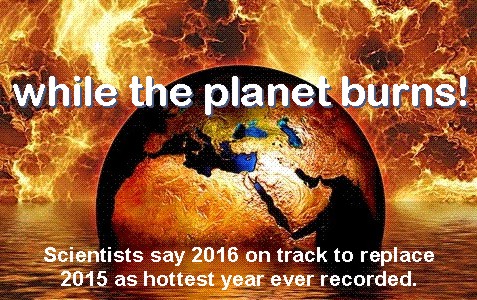 while the planet burns!
Scientists say 2016 on track to replace
2015 as hottest year ever recorded.